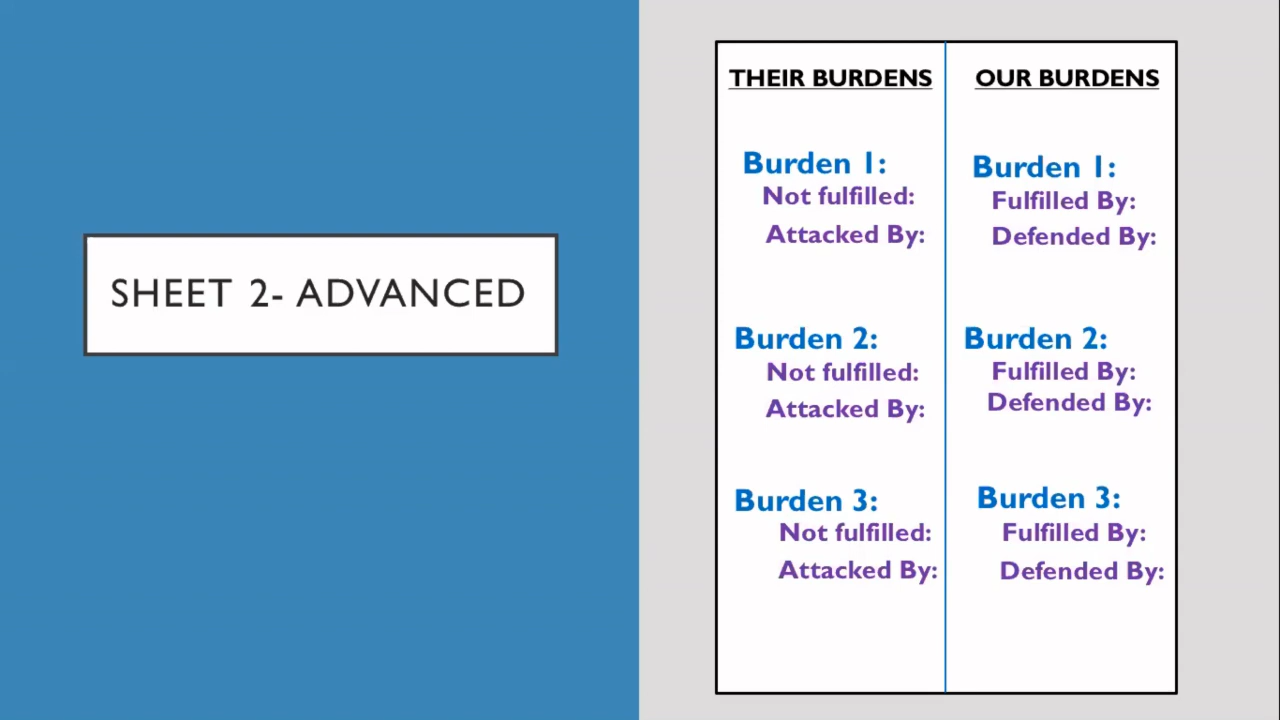 SHEET 2- ADVANCED
THEIR BURDENS
Burden 1:
Not fulfilled:
Attacked By:
Burden 2:
Not fulfilled:
Attacked By:
Burden 3:
Not fulfilled:
Attacked By:
OUR BURDENS
Burden 1:
Fulfilled By:
Defended By:
Burden 2:
Fulfilled By:
Defended By:
Burden 3:
Fulfilled By:
Defended By: